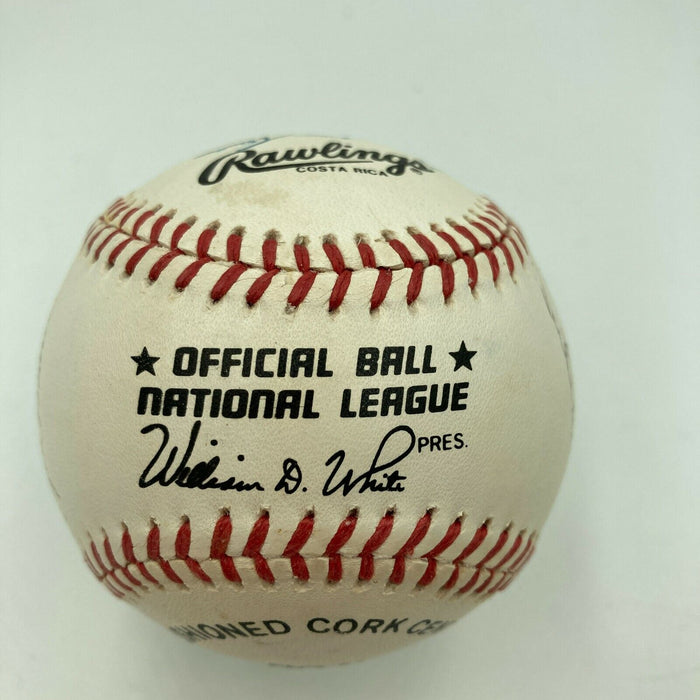 Rawlings
COSTA RICA
★ OFFICIAL BALL ★
NATIONAL LEAGUE
William D. White PRES.
CORK